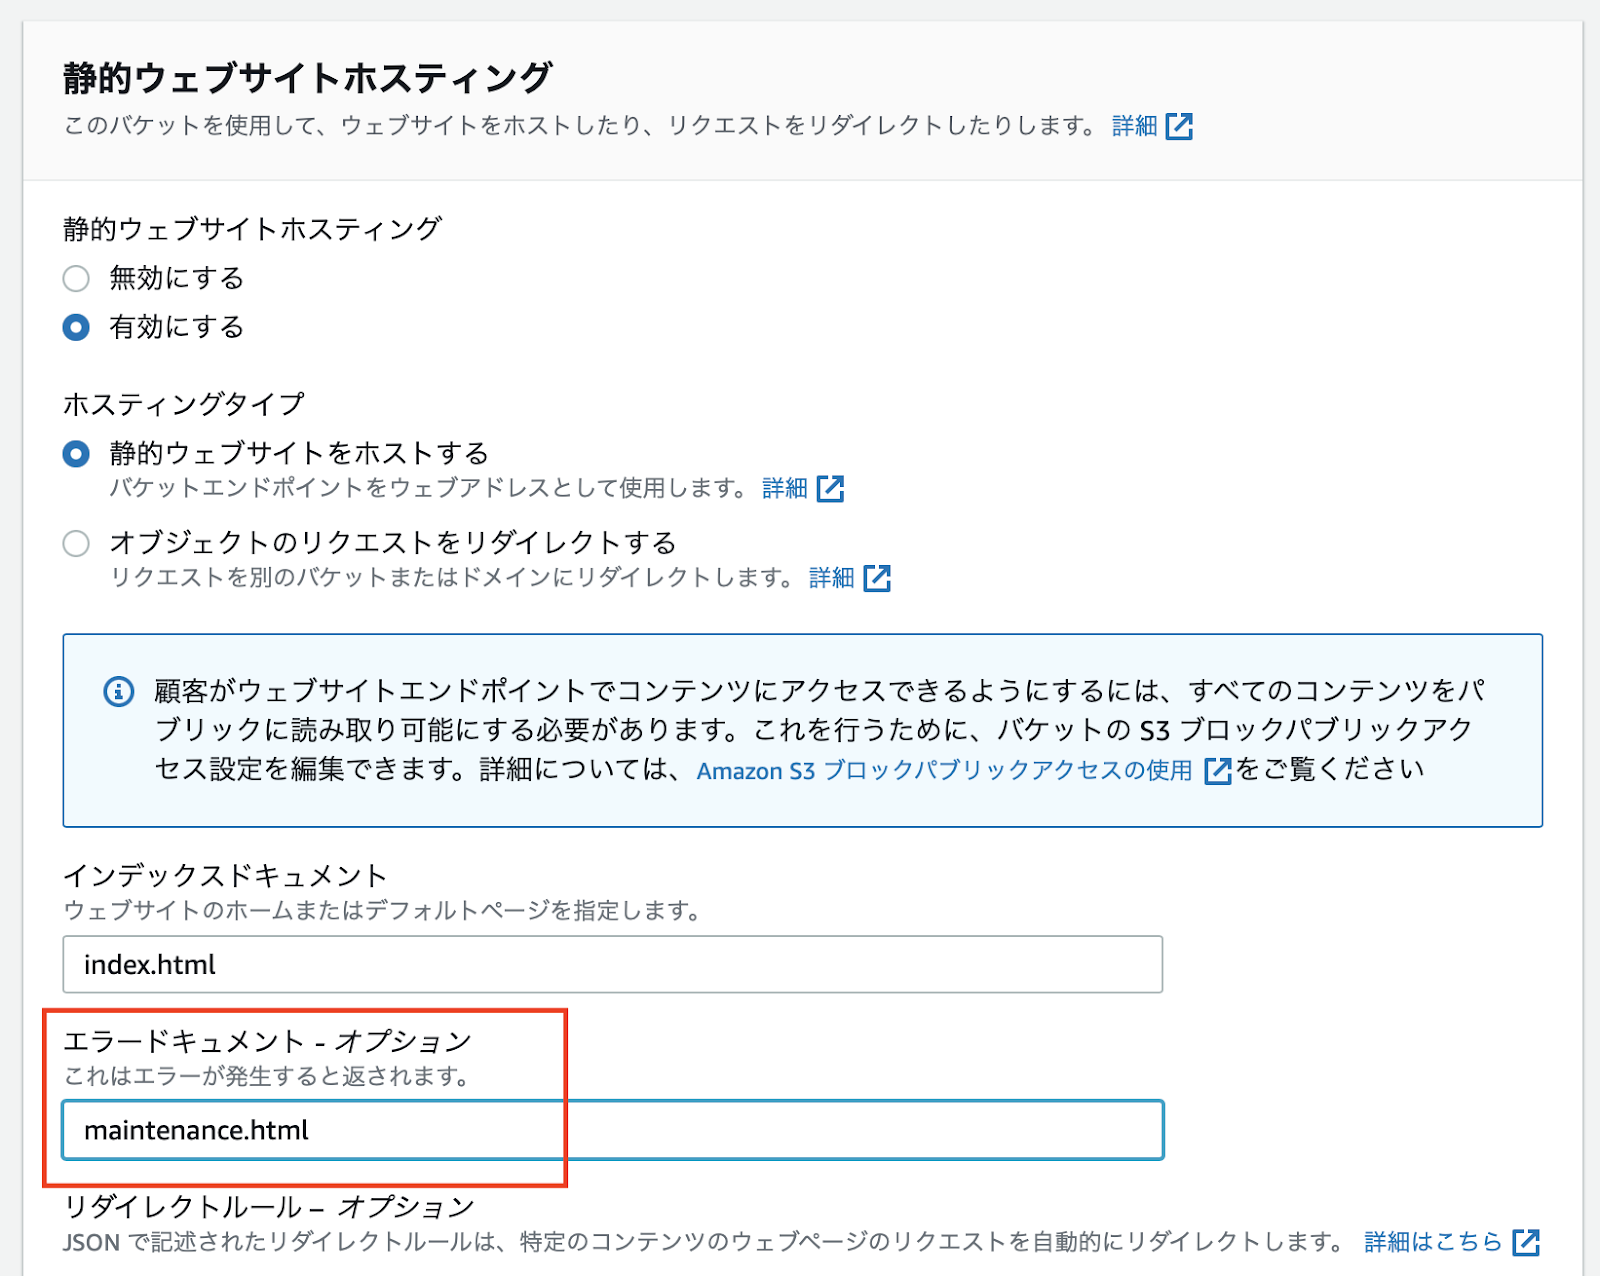 静的ウェブサイトホスティング
このバケットを使用して、ウェブサイトをホストしたり、リクエストをリダイレクトしたりします。 詳細
静的ウェブサイトホスティング
無効にする
有効にする
ホスティングタイプ
静的ウェブサイトをホストする
バケットエンドポイントをウェブアドレスとして使用します。 詳細
オブジェクトのリクエストをリダイレクトする
リクエストを別のバケットまたはドメインにリダイレクトします。 詳細
顧客がウェブサイトエンドポイントでコンテンツにアクセスできるようにするには、すべてのコンテンツをパ
ブリックに読み取り可能にする必要があります。これを行うために、バケットの S3 ブロックパブリックアク
セス設定を編集できます。詳細については、Amazon S3 ブロックパブリックアクセスの使用 をご覧ください
インデックスドキュメント
ウェブサイトのホームまたはデフォルトページを指定します。
index.html
エラードキュメント - オプション
これはエラーが発生すると返されます。
maintenance.html
リダイレクトルール – オプション
JSON で記述されたリダイレクトルールは、特定のコンテンツのウェブページのリクエストを自動的にリダイレクトします。 詳細はこちら